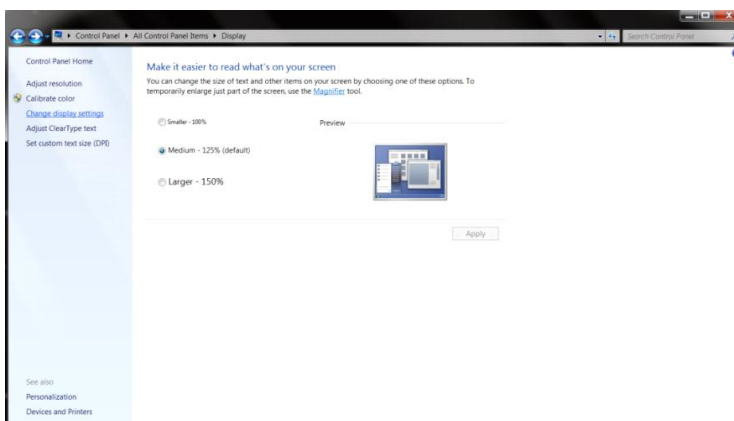 Control Panel ▸ All Control Panel Items ▸ Display
Search Control Panel
Control Panel Home
Adjust resolution
Calibrate color
Change display settings
Adjust ClearType text
Set custom text size (DPI)
Make it easier to read what's on your screen
You can change the size of text and other items on your screen by choosing one of these options. To
temporarily enlarge just part of the screen, use the Magnifier tool.
Smaller - 100%
Preview
Medium - 125% (default)
Larger - 150%
Apply
See also
Personalization
Devices and Printers